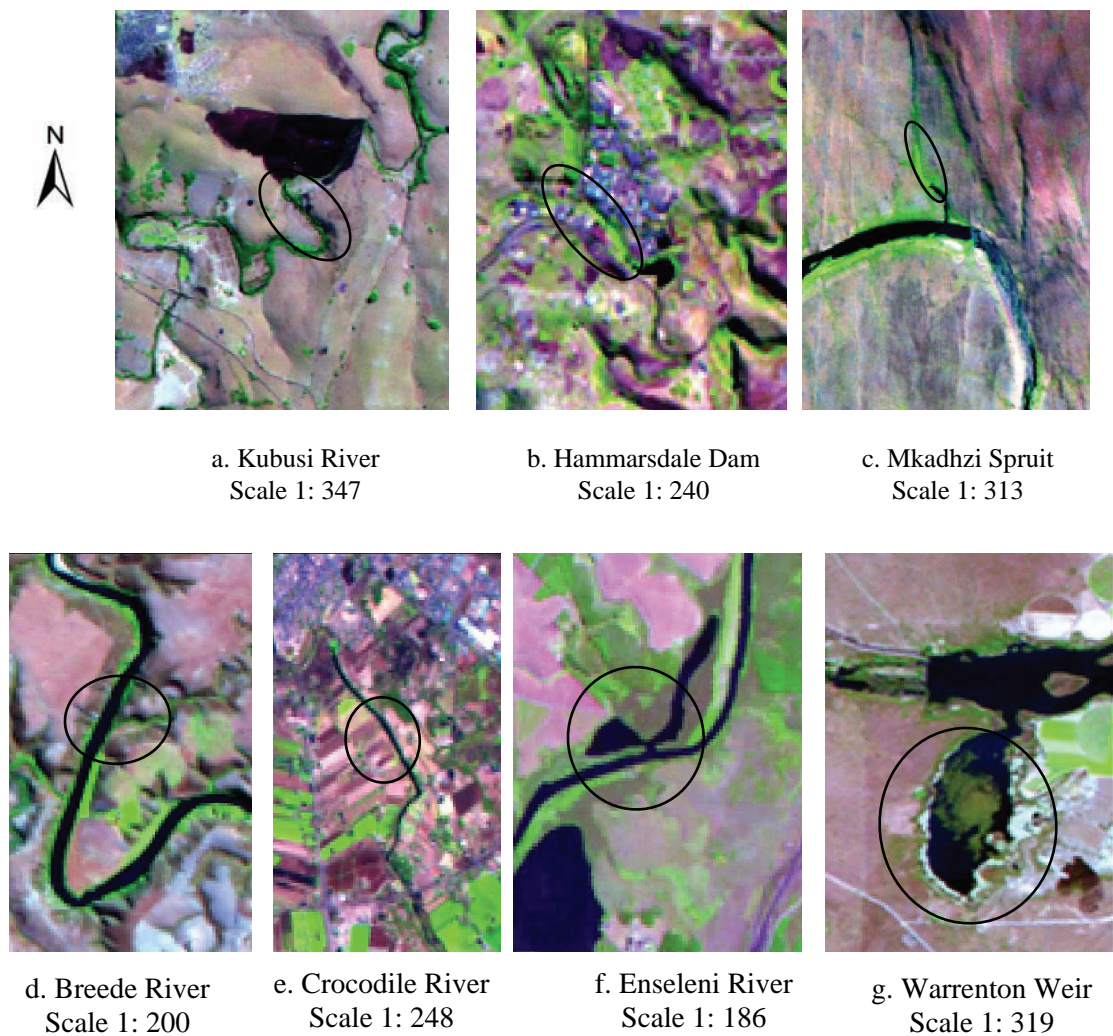 N
a. Kubusi River
Scale 1: 347
b. Hammarsdale Dam
Scale 1: 240
c. Mkadhzi Spruit
Scale 1: 313
d. Breede River
Scale 1: 200
e. Crocodile River
Scale 1: 248
f. Enseleni River
Scale 1: 186
g. Warrenton Weir
Scale 1: 319